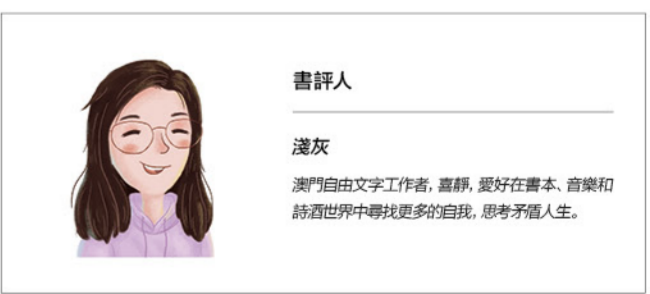 書評人
淺灰
澳門自由文字工作者，喜靜，愛好在書本、音樂和
詩酒世界中尋找更多的自我，思考矛盾人生。